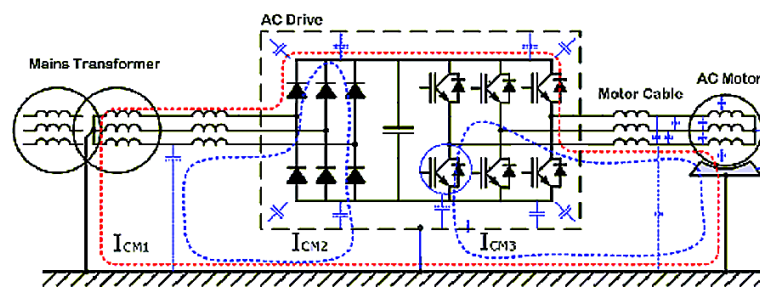 AC Drive
Mains Transformer
Motor Cable
AC Motor
ICM1
ICM2
ICM3